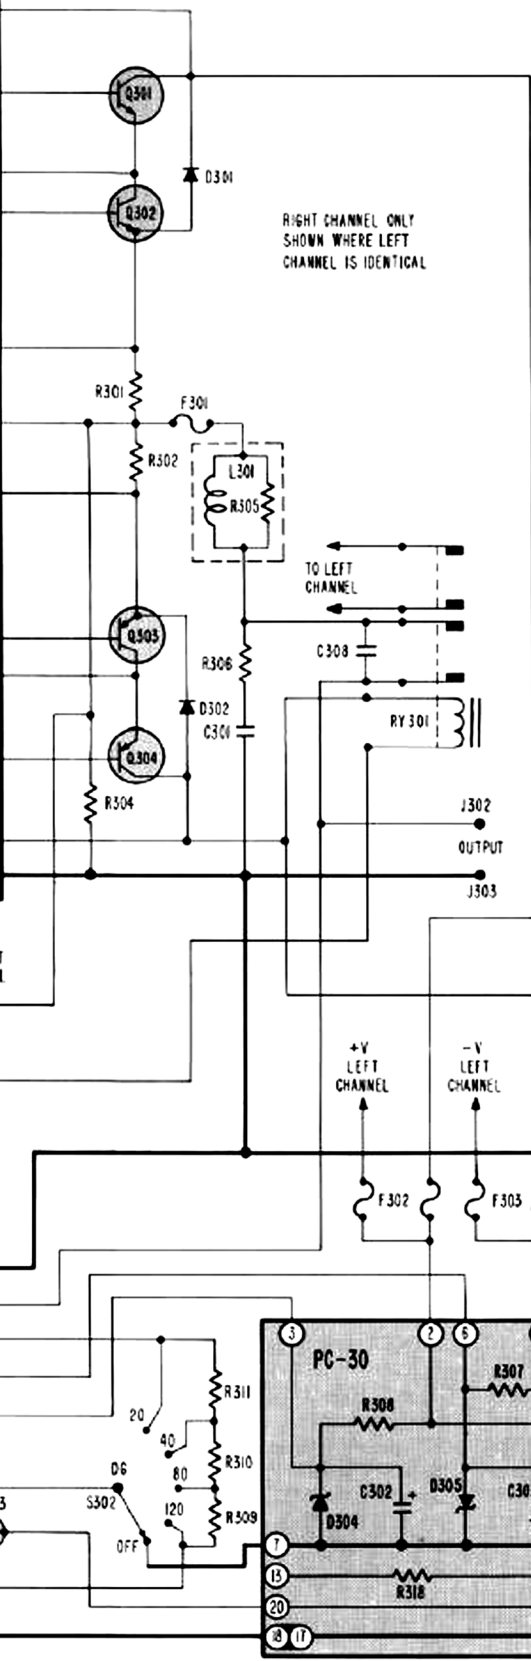 Q301
D301
Q302
RIGHT CHANNEL ONLY
SHOWN WHERE LEFT
CHANNEL IS IDENTICAL
R301
F301
R302
L301
R305
TO LEFT
CHANNEL
Q303
R306
C308
D302
C301
RY301
Q304
R304
J302
OUTPUT
J303
+V
LEFT
CHANNEL
-V
LEFT
CHANNEL
F302
F303
3
2
6
PC-30
R307
R311
R308
20
40
R310
80
D6
S302
C302
+
D305
120
R309
D304
OFF
7
13
R318
20
18
17